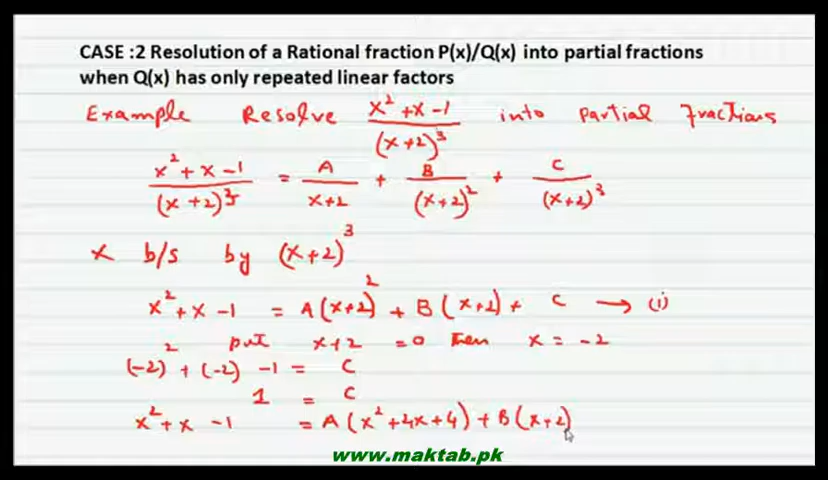 CASE :2 Resolution of a Rational fraction P(x)/Q(x) into partial fractions
when Q(x) has only repeated linear factors
Example Resolve (x² + x - 1)/(x + 2)³ into partial Fractions
(x² + x - 1)/(x + 2)³ = A/(x+2) + B/(x+2)² + C/(x+2)³
× b/s by (x+2)³
x² + x - 1 = A(x+2)² + B(x+2) + C → (i)
put x+2 = 0 then x = -2
(-2)² + (-2) - 1 = C
1 = C
x² + x - 1 = A(x² + 4x + 4) + B(x+2)
www.maktab.pk